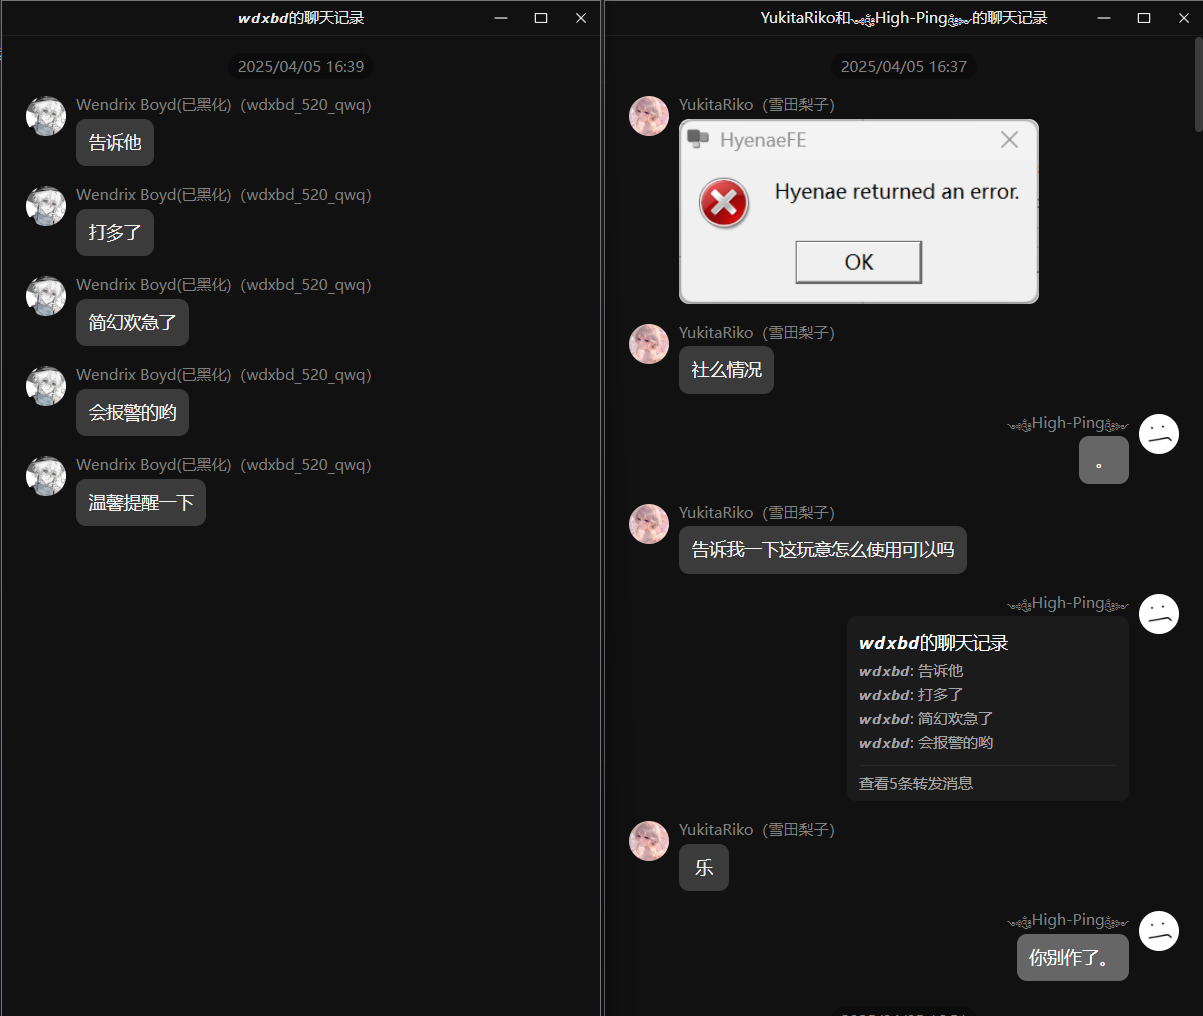 wdxbd的聊天记录
2025/04/05 16:39
Wendrix Boyd(已黑化)（wdxbd_520_qwq）
告诉他
Wendrix Boyd(已黑化)（wdxbd_520_qwq）
打多了
Wendrix Boyd(已黑化)（wdxbd_520_qwq）
简幻欢急了
Wendrix Boyd(已黑化)（wdxbd_520_qwq）
会报警的哟
Wendrix Boyd(已黑化)（wdxbd_520_qwq）
温馨提醒一下
YukitaRiko和High-Ping的聊天记录
2025/04/05 16:37
YukitaRiko（雪田梨子）
HyenaeFE
Hyenae returned an error.
OK
YukitaRiko（雪田梨子）
社么情况
High-Ping
。
YukitaRiko（雪田梨子）
告诉我一下这玩意怎么使用可以吗
High-Ping
wdxbd的聊天记录
wdxbd: 告诉他
wdxbd: 打多了
wdxbd: 简幻欢急了
wdxbd: 会报警的哟
查看5条转发消息
YukitaRiko（雪田梨子）
乐
High-Ping
你别作了。